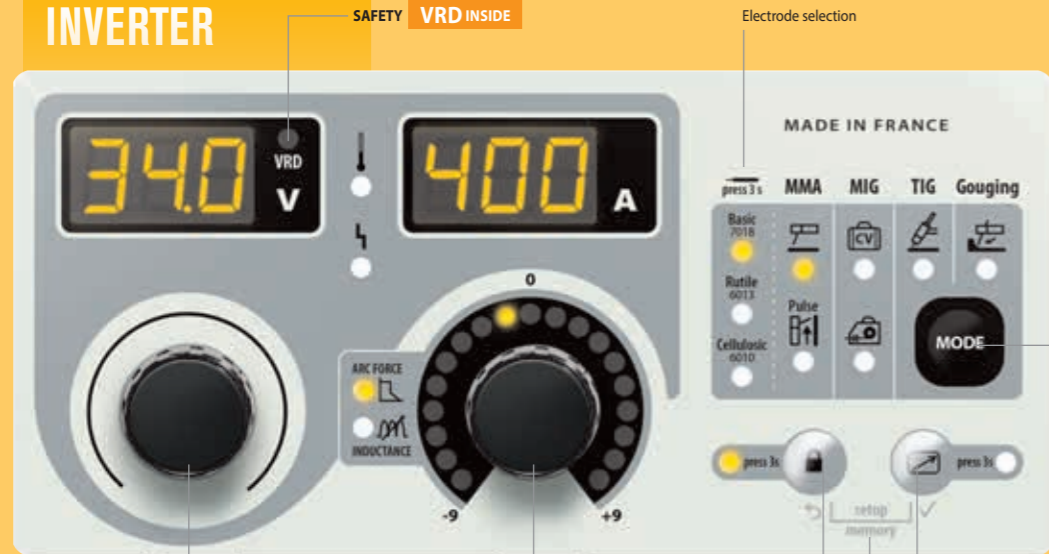 INVERTER
SAFETY VRD INSIDE
Electrode selection
34.0 VRD V
400 A
MADE IN FRANCE
press 3 s MMA MIG TIG Gouging
Basic
7018
CV
Rutile
6013
Pulse
Cellulosic
6010
MODE
0
ARC FORCE
INDUCTANCE
-9 +9
press 3s press 3s
setup
memory